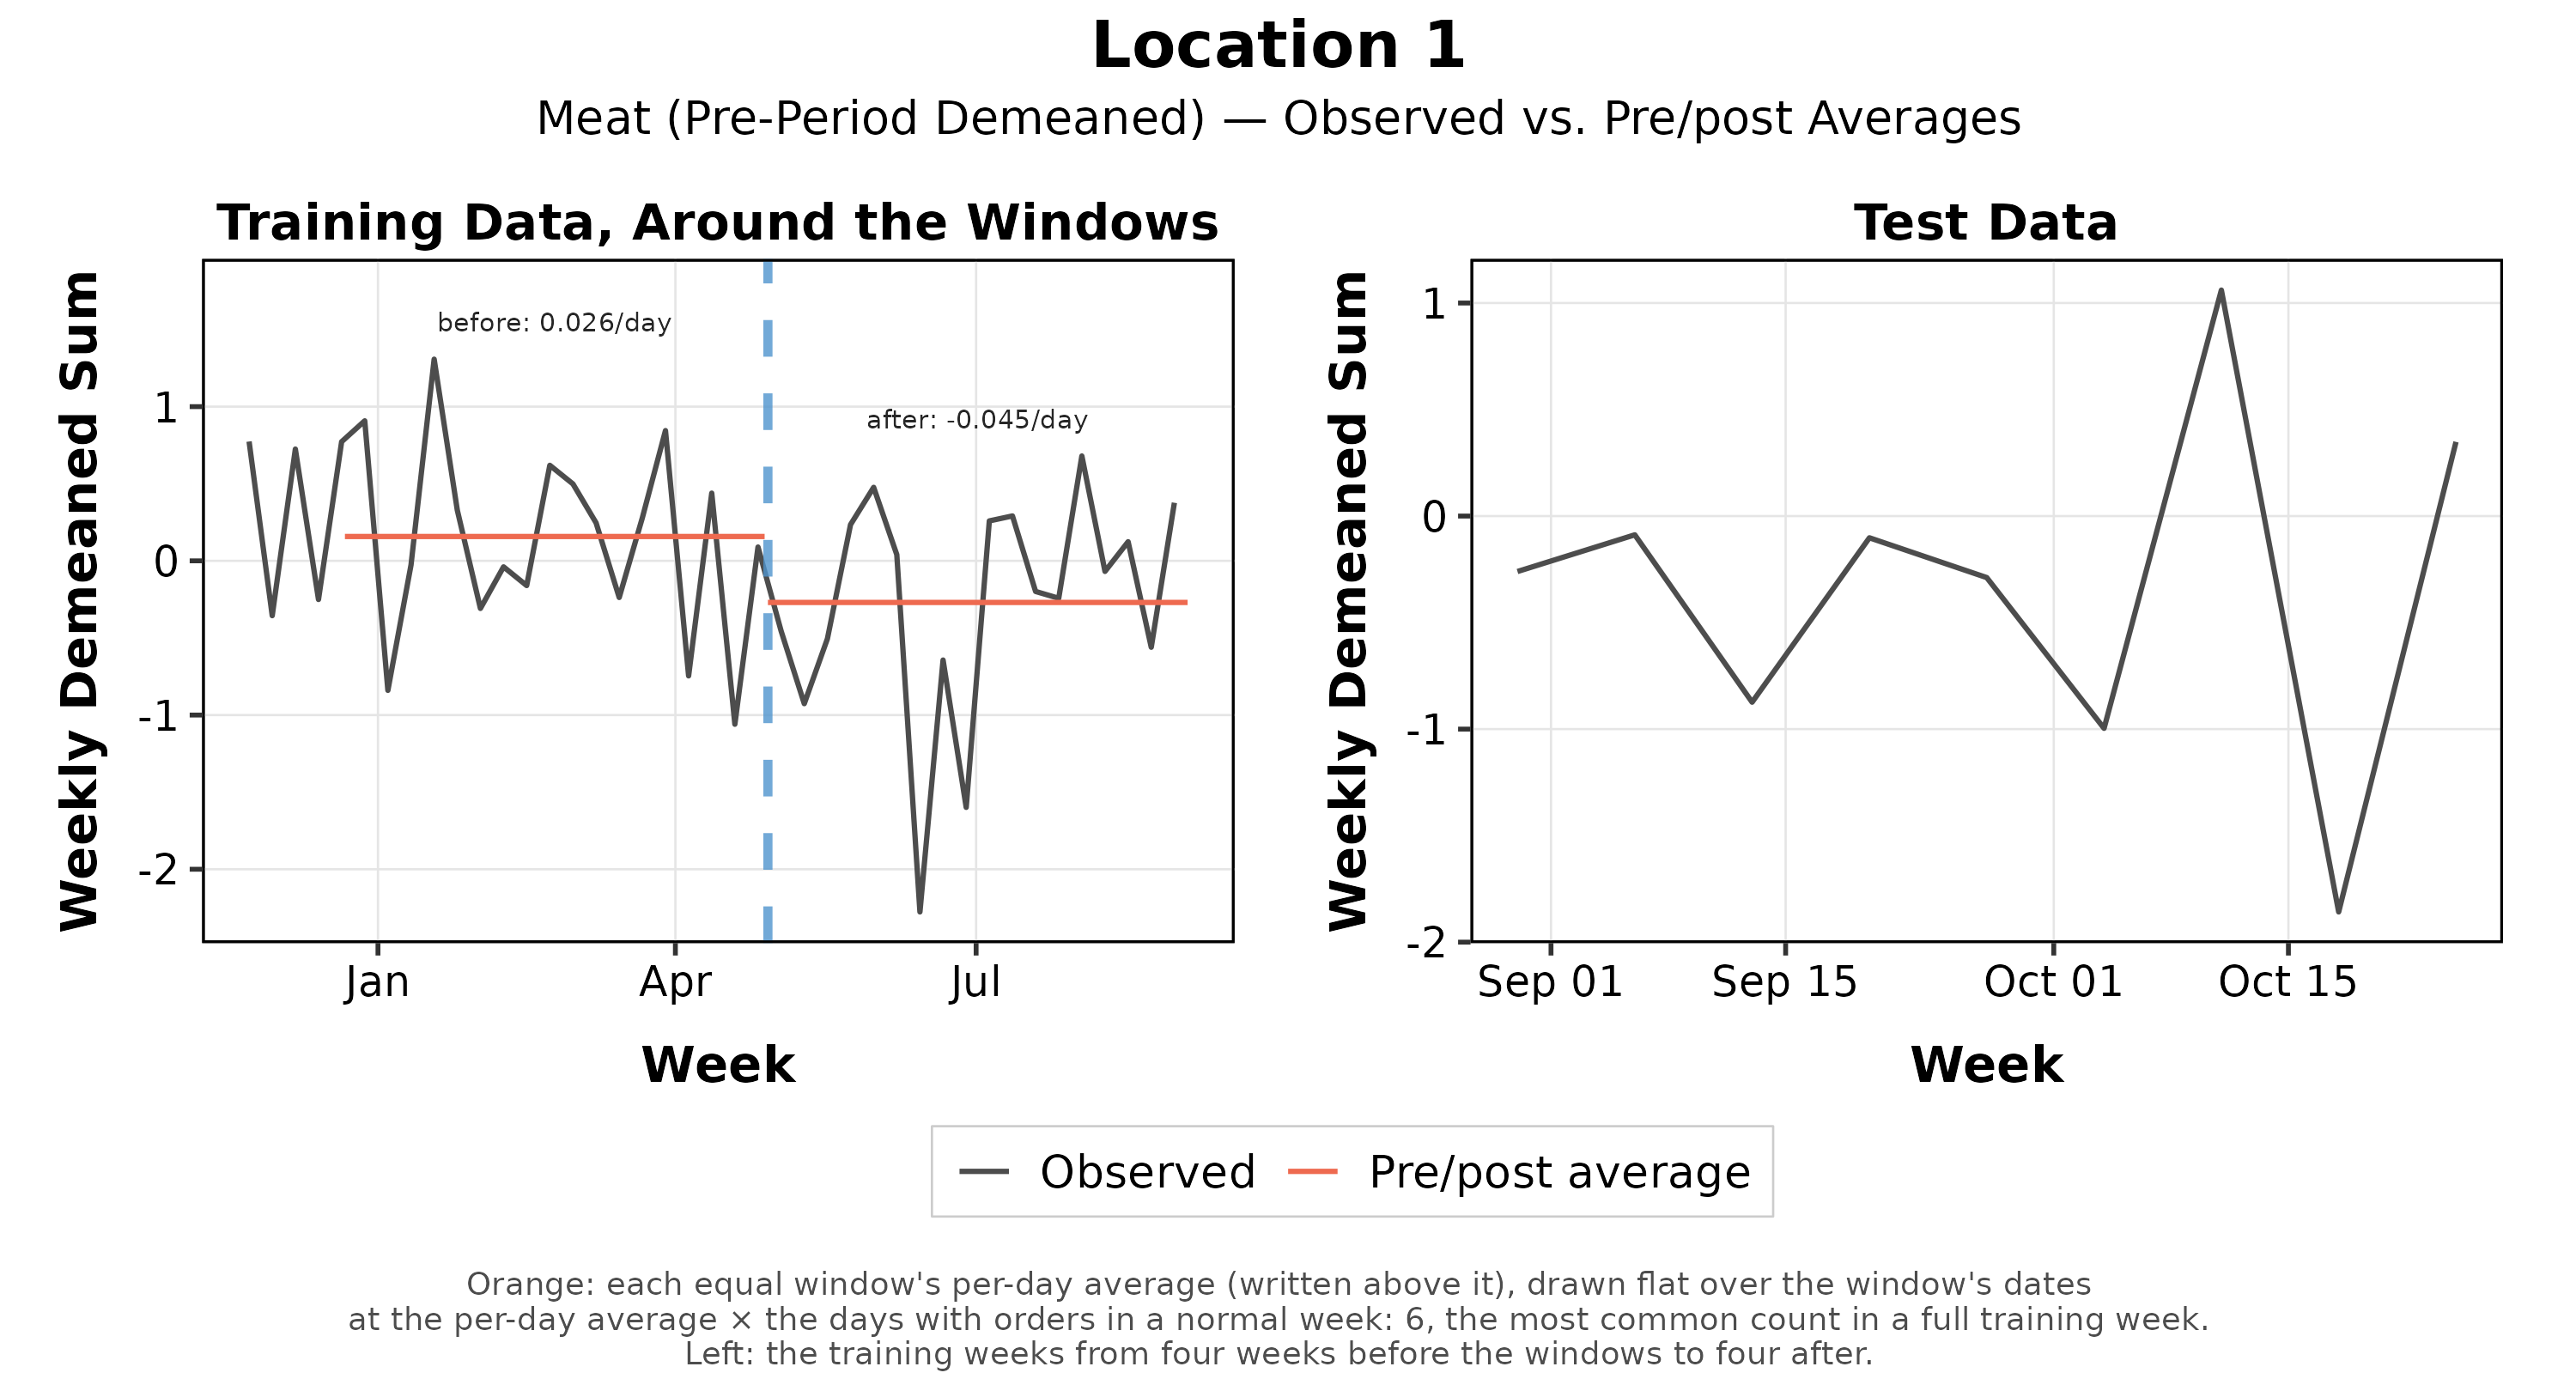 Location 1
Meat (Pre-Period Demeaned) — Observed vs. Pre/post Averages
Training Data, Around the Windows
Test Data
Weekly Demeaned Sum
before: 0.026/day
after: -0.045/day
1
0
-1
-2
Jan
Apr
Jul
Week
Weekly Demeaned Sum
1
0
-1
-2
Sep 01
Sep 15
Oct 01
Oct 15
Week
Observed
Pre/post average
Orange: each equal window's per-day average (written above it), drawn flat over the window's dates
at the per-day average × the days with orders in a normal week: 6, the most common count in a full training week.
Left: the training weeks from four weeks before the windows to four after.